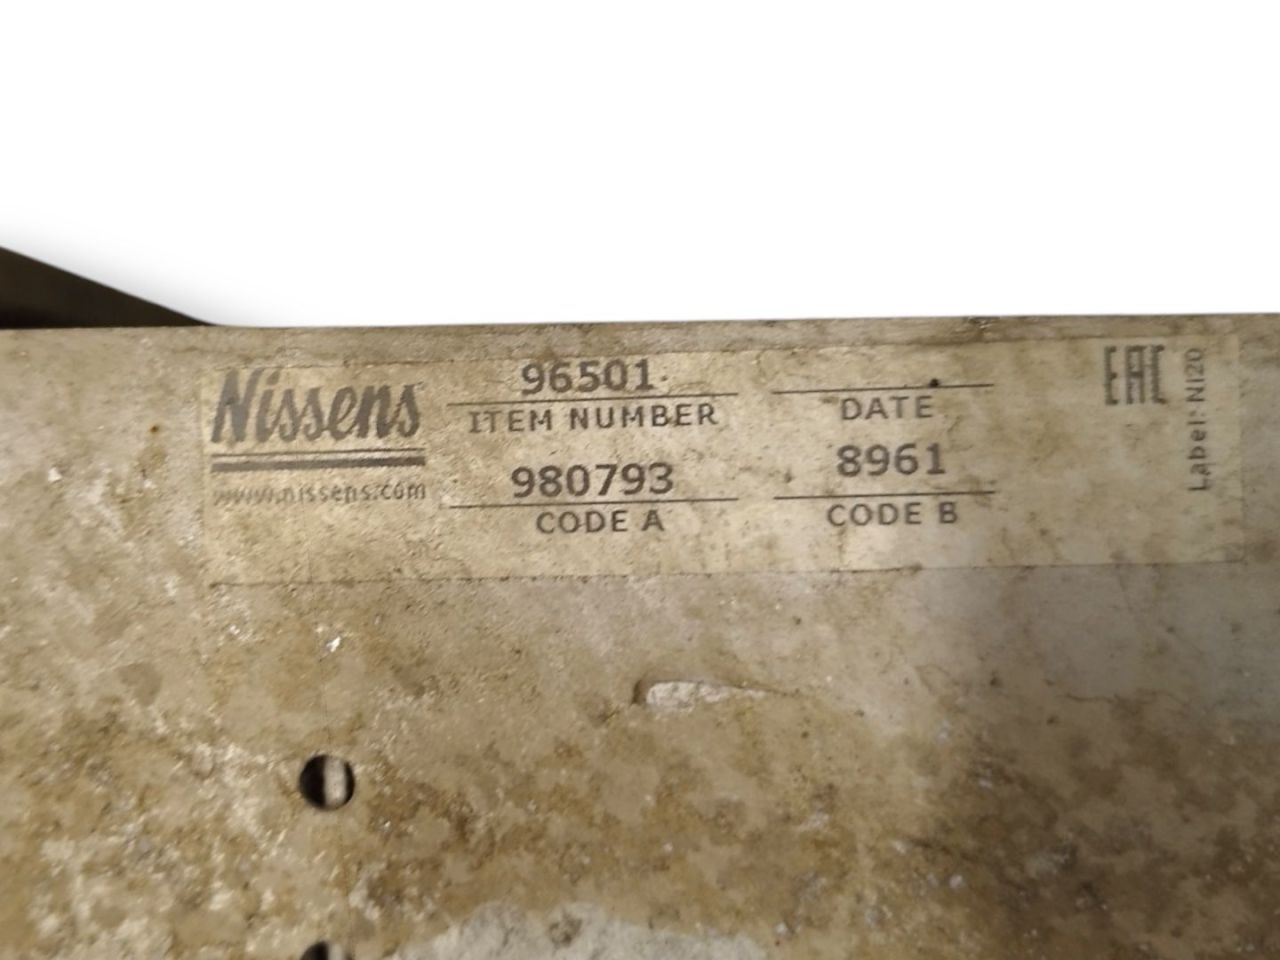 Nissens
www.nissens.com
96501
ITEM NUMBER
980793
CODE A
DATE
8961
CODE B
EAC
Label: NI20